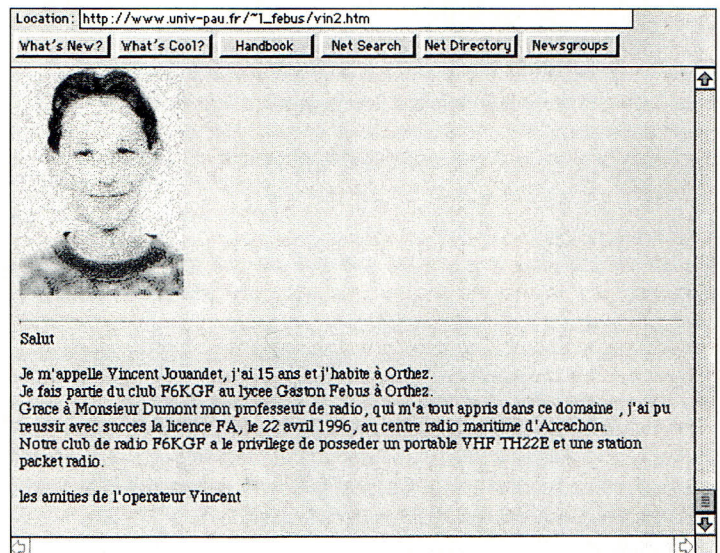 Location: http://www.univ-pau.fr/~l_febus/vin2.htm
What's New? What's Cool? Handbook Net Search Net Directory Newsgroups
Salut
Je m'appelle Vincent Jouandet, j'ai 15 ans et j'habite à Orthez.
Je fais partie du club F6KGF au lycee Gaston Febus à Orthez.
Grace à Monsieur Dumont mon professeur de radio , qui m'a tout appris dans ce domaine , j'ai pu
reussir avec succes la licence FA, le 22 avril 1996, au centre radio maritime d'Arcachon.
Notre club de radio F6KGF a le privilege de posseder un portable VHF TH22E et une station
packet radio.
les amities de l'operateur Vincent